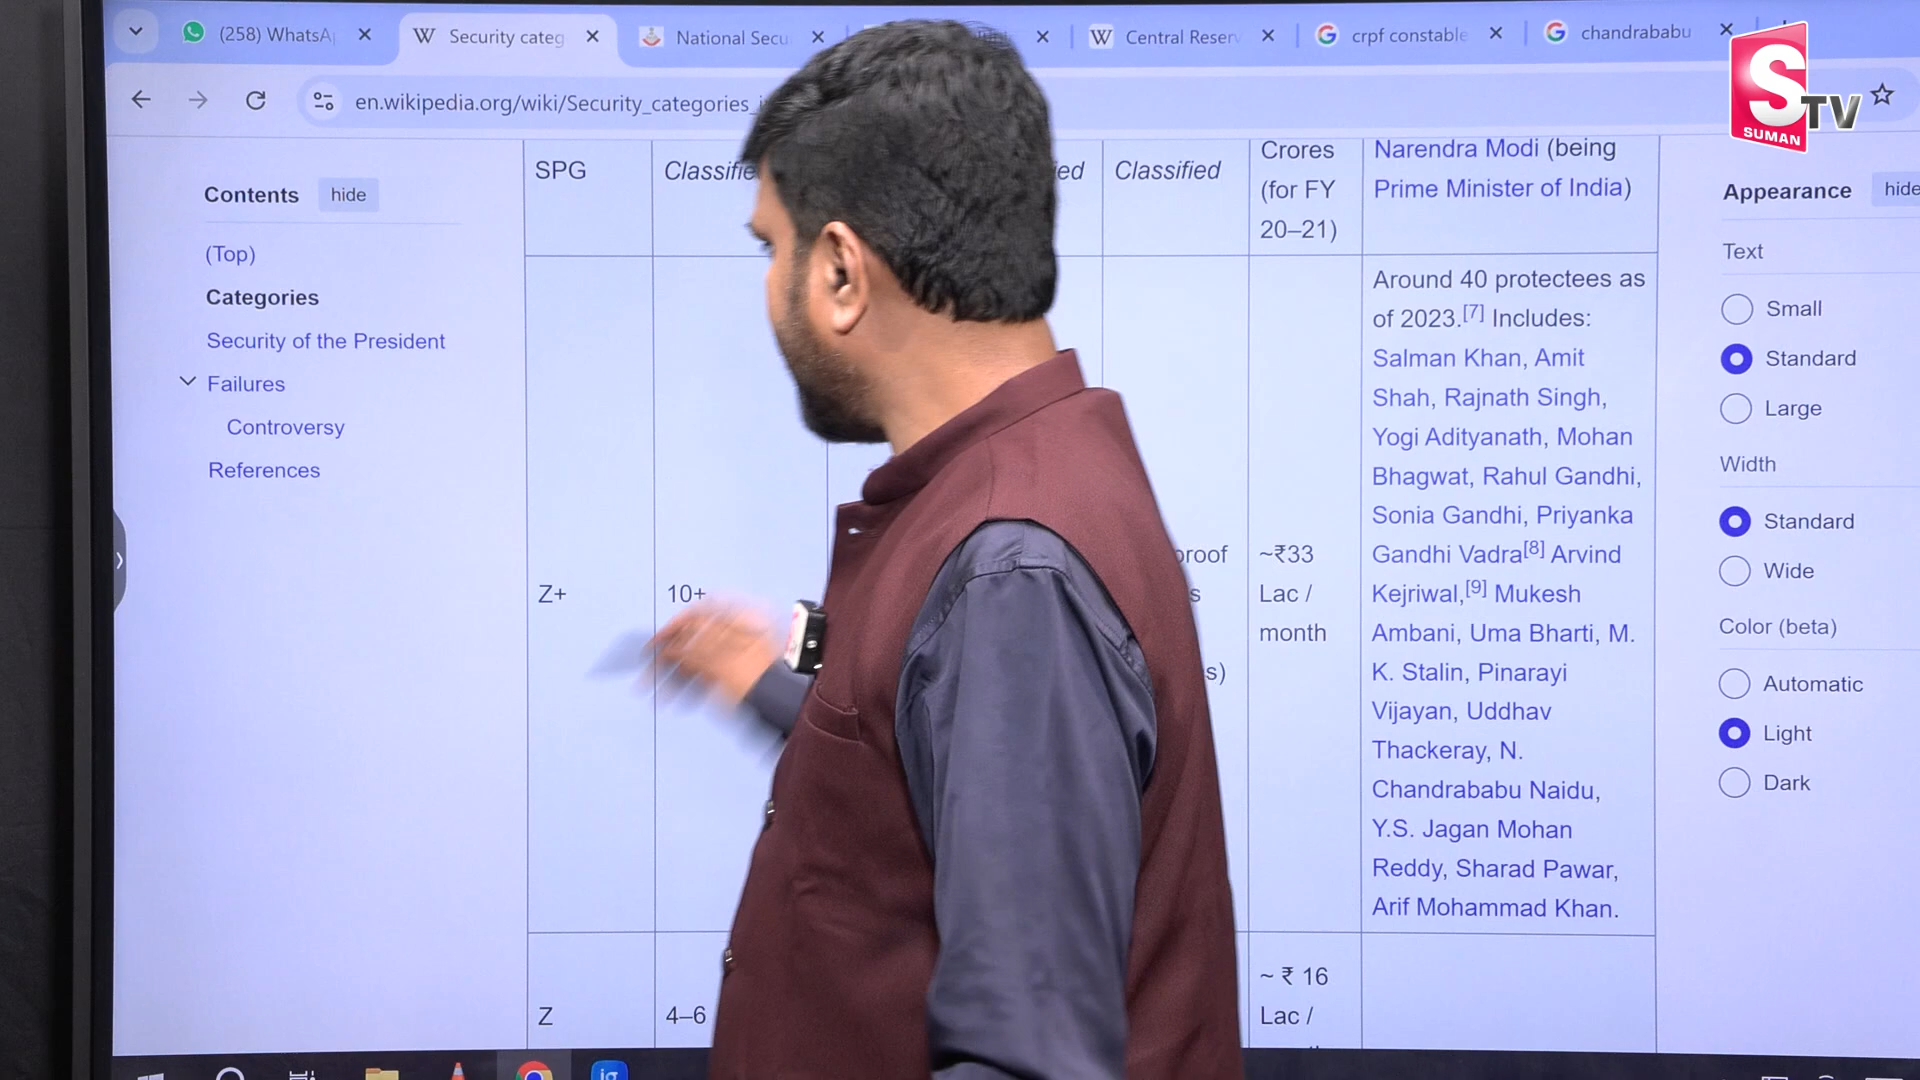 (258) WhatsA
Security categ
National Secu
Central Reser
crpf constable
chandrababu
en.wikipedia.org/wiki/Security_categories_i
S
TV
SUMAN
Contents
hide
(Top)
Categories
Security of the President
Failures
Controversy
References
SPG
Classifie
ied
Classified
Crores
(for FY
20–21)
Narendra Modi (being
Prime Minister of India)
Z+
10+
proof
s
s)
~₹33
Lac /
month
Around 40 protectees as
of 2023.[7] Includes:
Salman Khan, Amit
Shah, Rajnath Singh,
Yogi Adityanath, Mohan
Bhagwat, Rahul Gandhi,
Sonia Gandhi, Priyanka
Gandhi Vadra[8] Arvind
Kejriwal,[9] Mukesh
Ambani, Uma Bharti, M.
K. Stalin, Pinarayi
Vijayan, Uddhav
Thackeray, N.
Chandrababu Naidu,
Y.S. Jagan Mohan
Reddy, Sharad Pawar,
Arif Mohammad Khan.
Z
4–6
~ ₹ 16
Lac /
Appearance
hide
Text
Small
Standard
Large
Width
Standard
Wide
Color (beta)
Automatic
Light
Dark